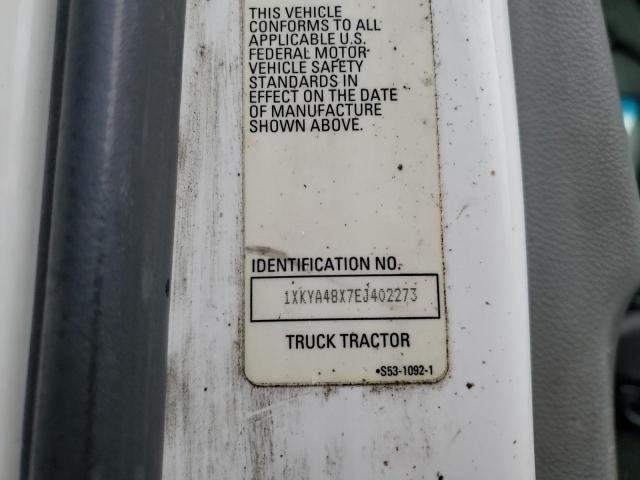 THIS VEHICLE
CONFORMS TO ALL
APPLICABLE U.S.
FEDERAL MOTOR
VEHICLE SAFETY
STANDARDS IN
EFFECT ON THE DATE
OF MANUFACTURE
SHOWN ABOVE.
IDENTIFICATION NO.
1XKYA48X7EJ402273
TRUCK TRACTOR
•S53-1092-1